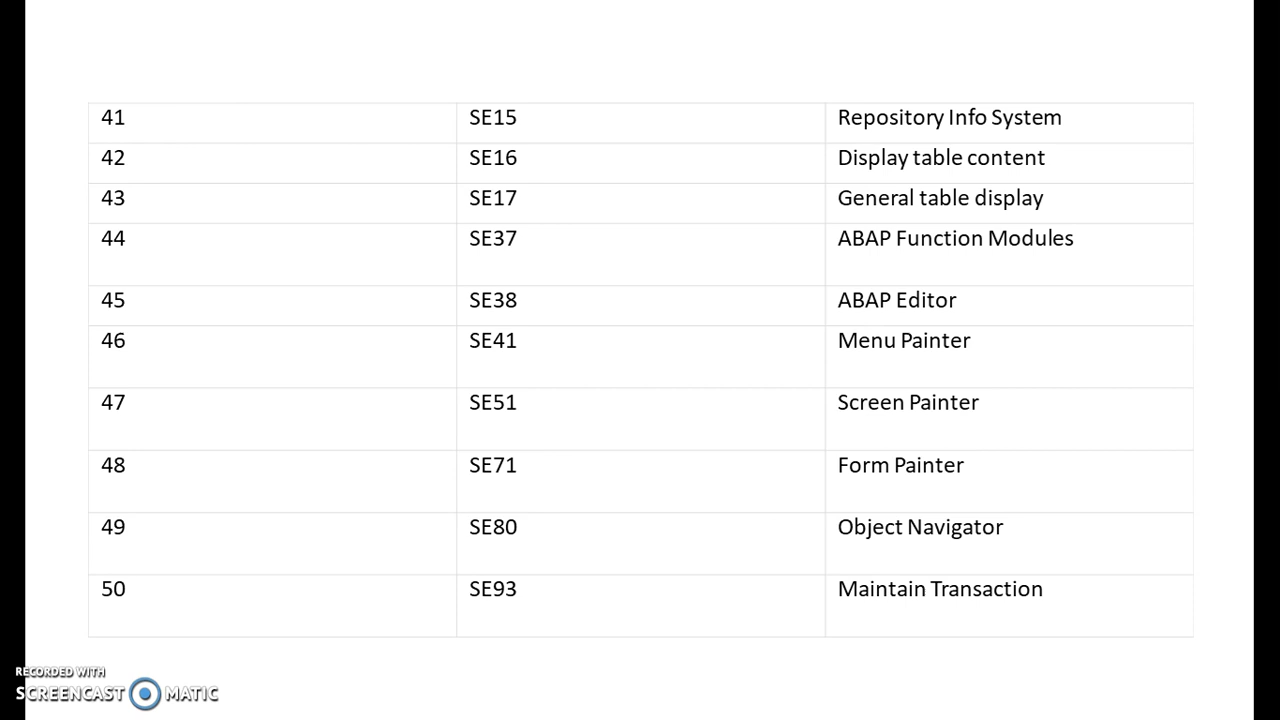 41 SE15 Repository Info System
42 SE16 Display table content
43 SE17 General table display
44 SE37 ABAP Function Modules
45 SE38 ABAP Editor
46 SE41 Menu Painter
47 SE51 Screen Painter
48 SE71 Form Painter
49 SE80 Object Navigator
50 SE93 Maintain Transaction
RECORDED WITH
SCREENCAST MATIC